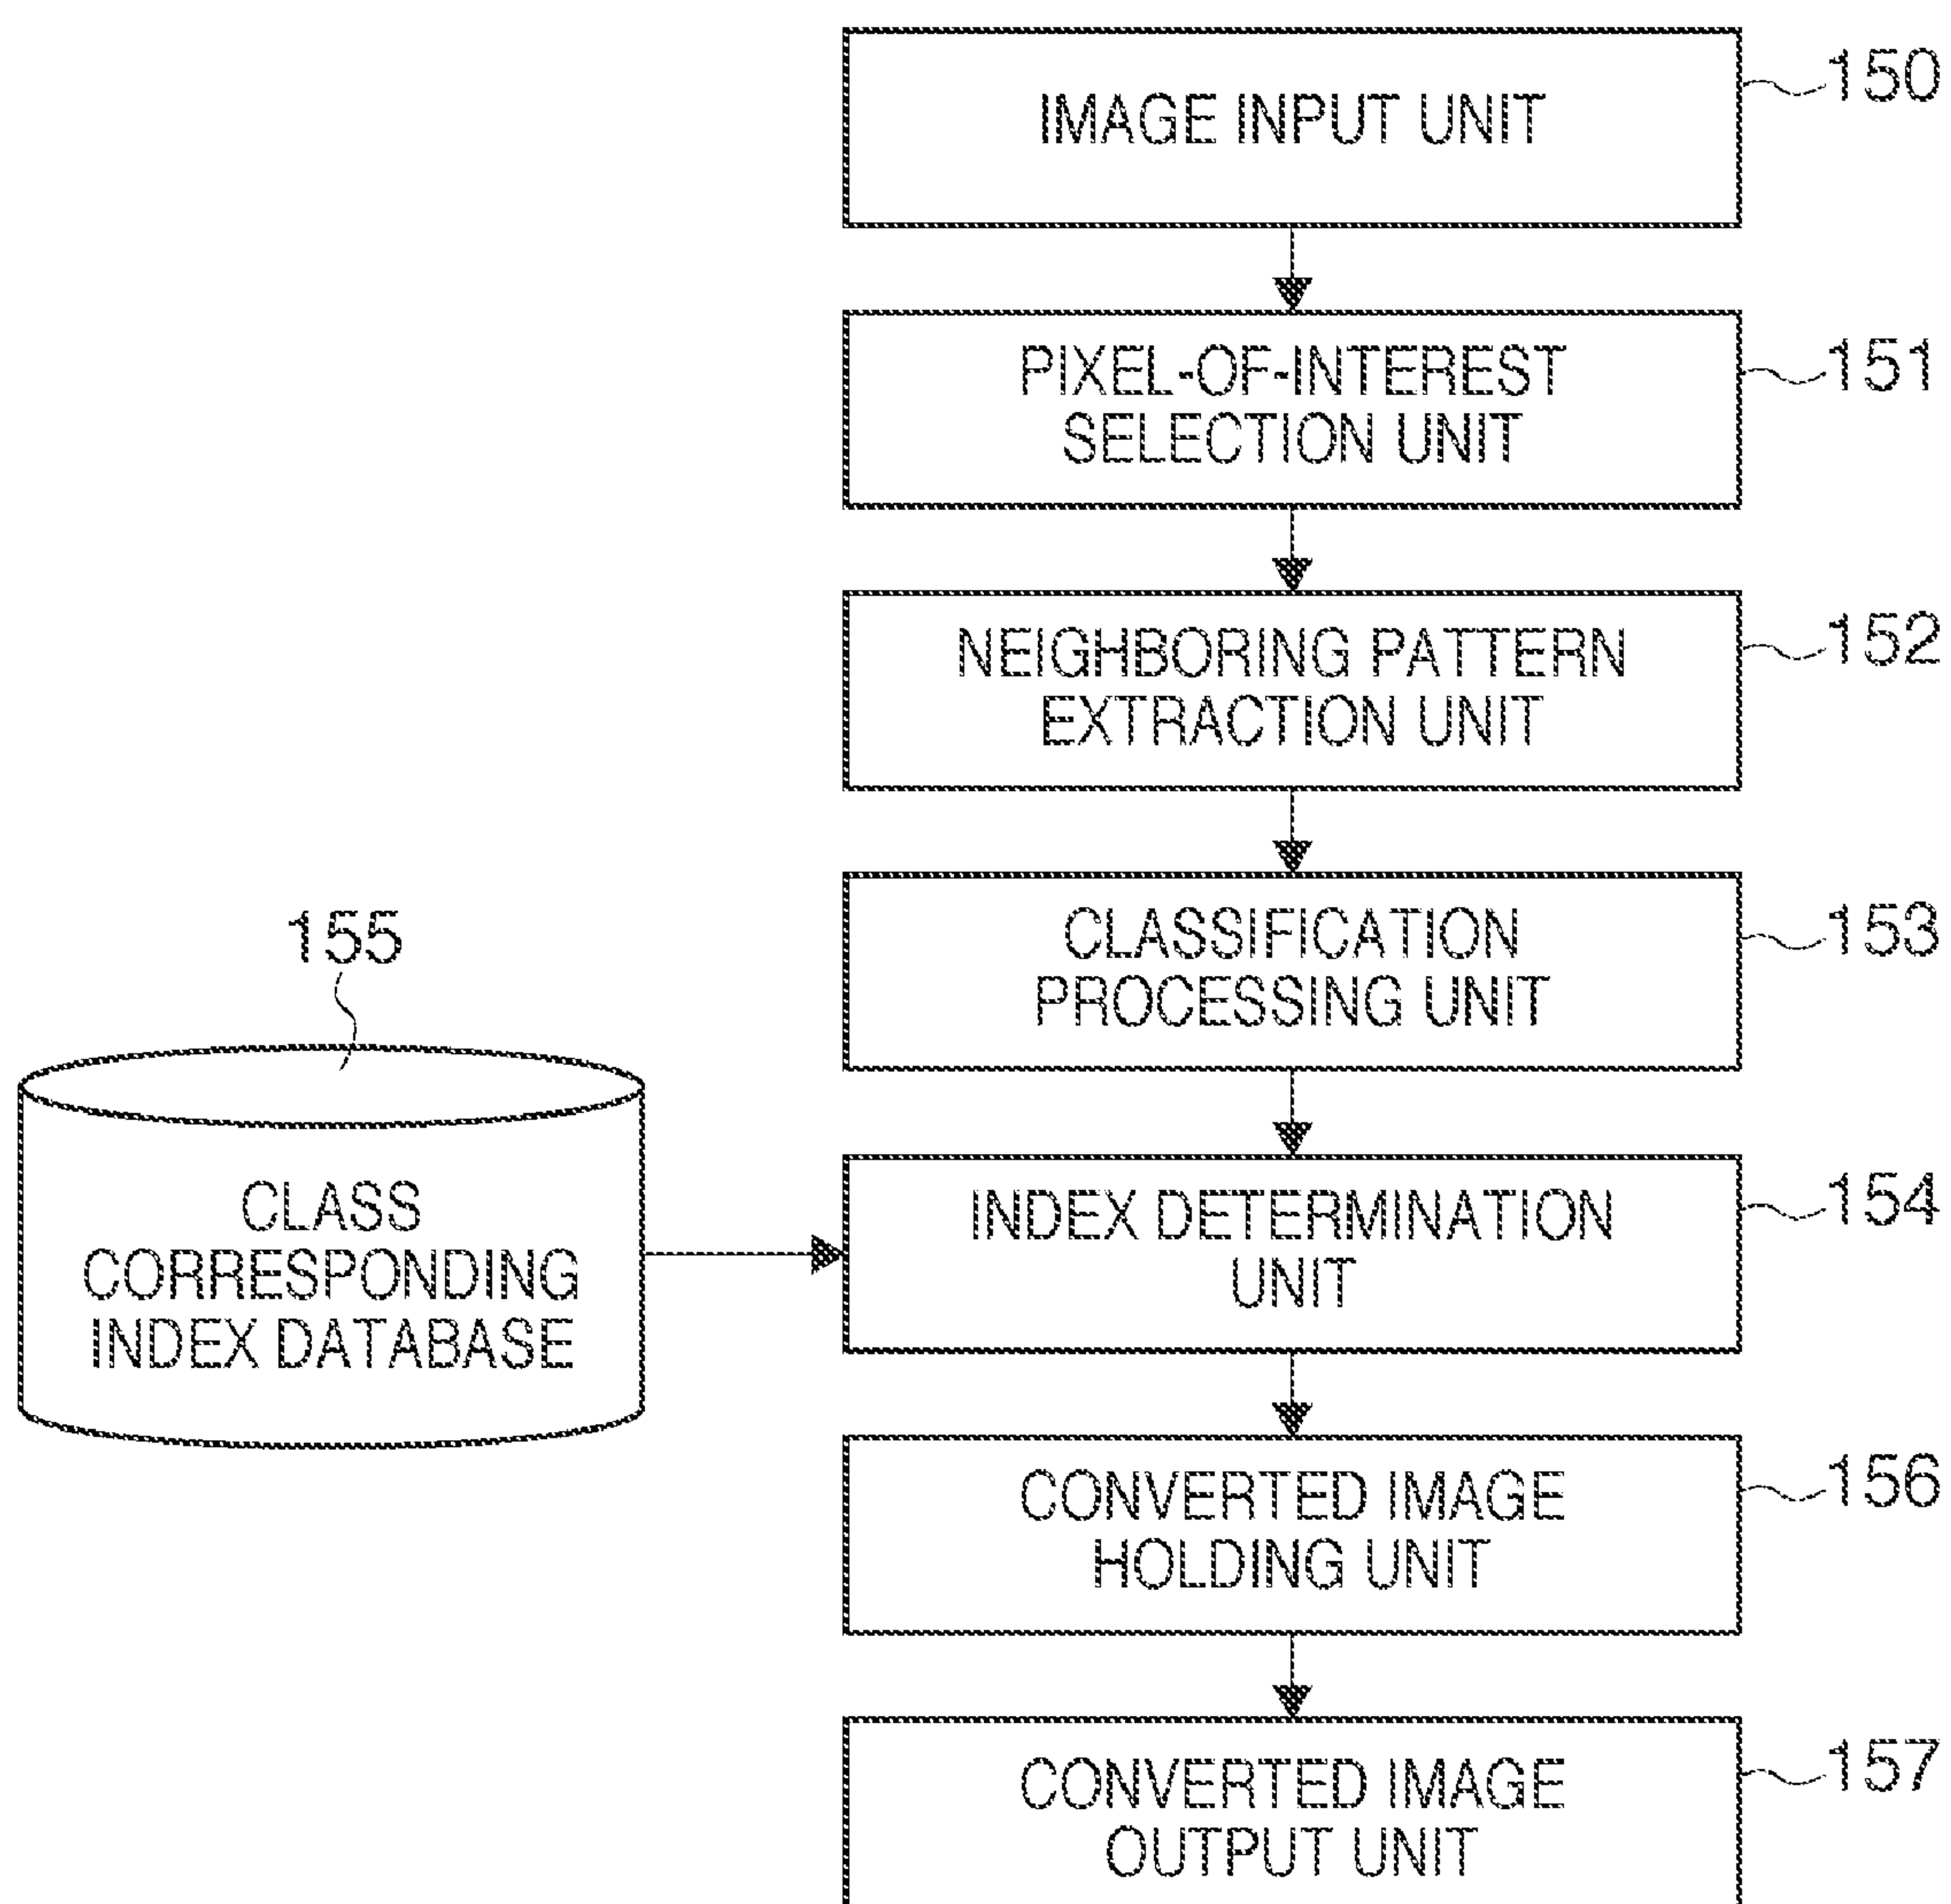 IMAGE INPUT UNIT
150
PIXEL-OF-INTEREST
SELECTION UNIT
151
NEIGHBORING PATTERN
EXTRACTION UNIT
152
CLASSIFICATION
PROCESSING UNIT
153
155
CLASS
CORRESPONDING
INDEX DATABASE
INDEX DETERMINATION
UNIT
154
CONVERTED IMAGE
HOLDING UNIT
156
CONVERTED IMAGE
OUTPUT UNIT
157